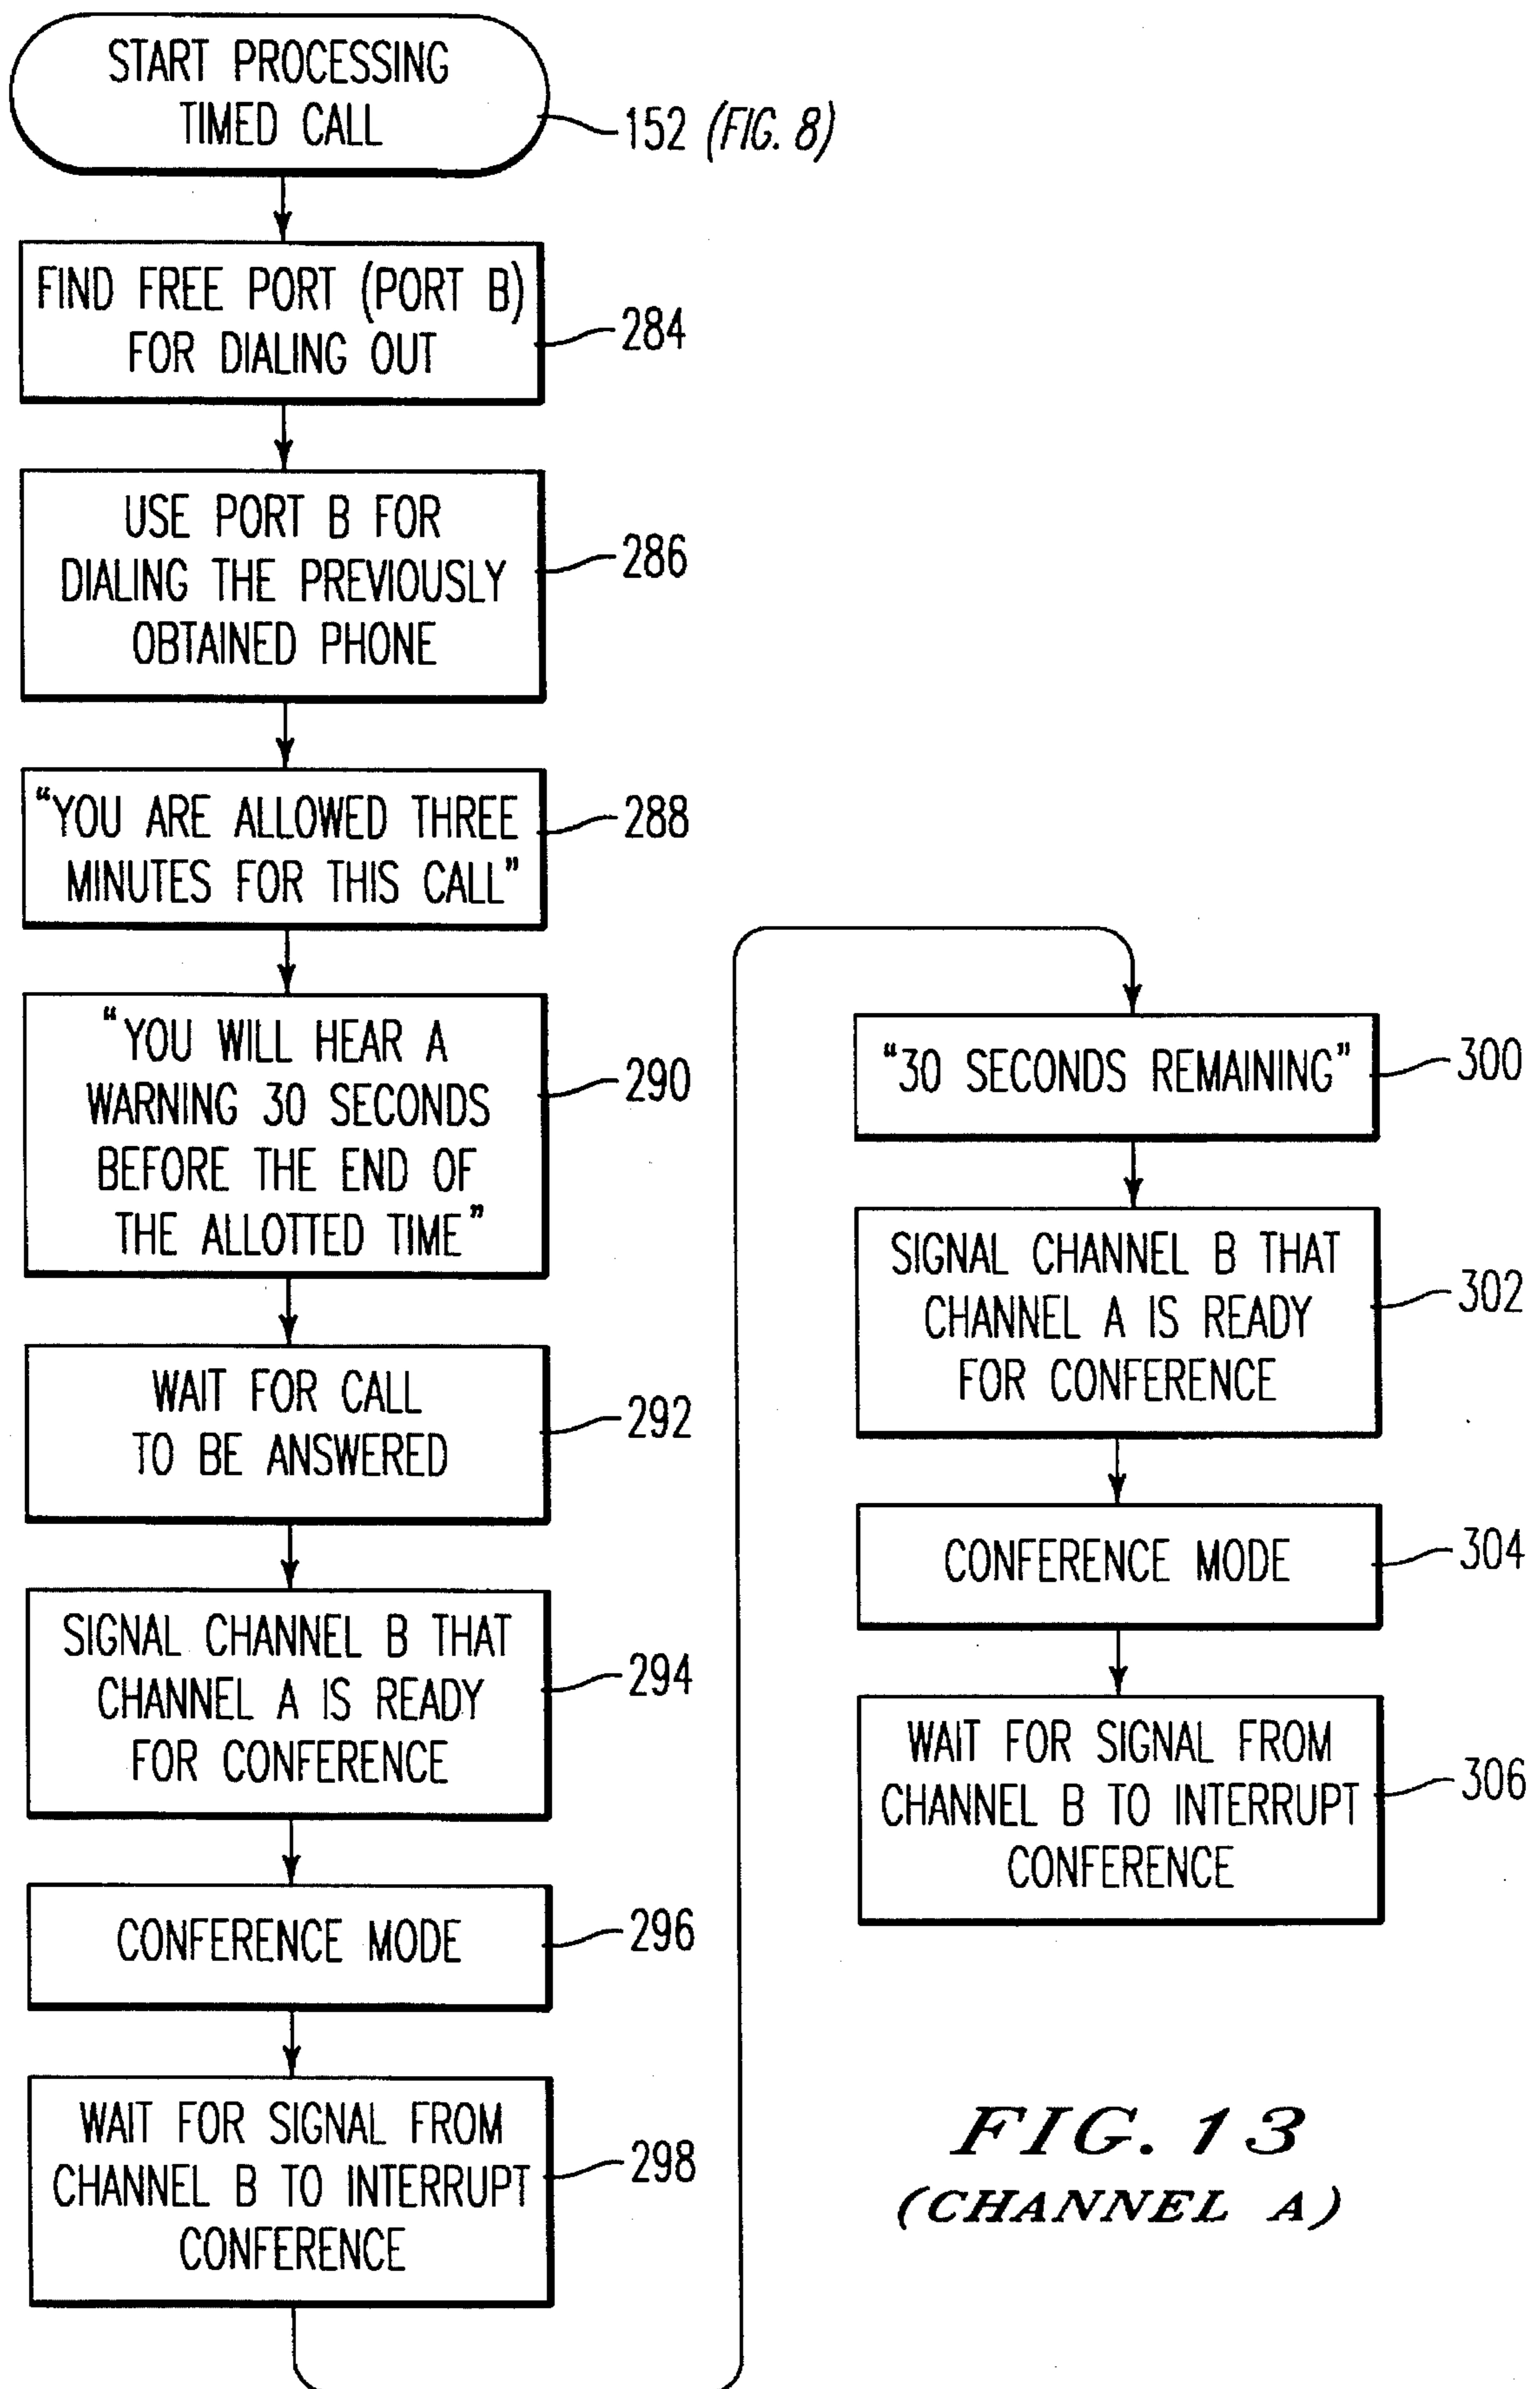 START PROCESSING
TIMED CALL
152 (FIG. 8)
FIND FREE PORT (PORT B)
FOR DIALING OUT
284
USE PORT B FOR
DIALING THE PREVIOUSLY
OBTAINED PHONE
286
“YOU ARE ALLOWED THREE
MINUTES FOR THIS CALL”
288
“YOU WILL HEAR A
WARNING 30 SECONDS
BEFORE THE END OF
THE ALLOTTED TIME”
290
WAIT FOR CALL
TO BE ANSWERED
292
SIGNAL CHANNEL B THAT
CHANNEL A IS READY
FOR CONFERENCE
294
CONFERENCE MODE
296
WAIT FOR SIGNAL FROM
CHANNEL B TO INTERRUPT
CONFERENCE
298
“30 SECONDS REMAINING”
300
SIGNAL CHANNEL B THAT
CHANNEL A IS READY
FOR CONFERENCE
302
CONFERENCE MODE
304
WAIT FOR SIGNAL FROM
CHANNEL B TO INTERRUPT
CONFERENCE
306
FIG. 13
(CHANNEL A)